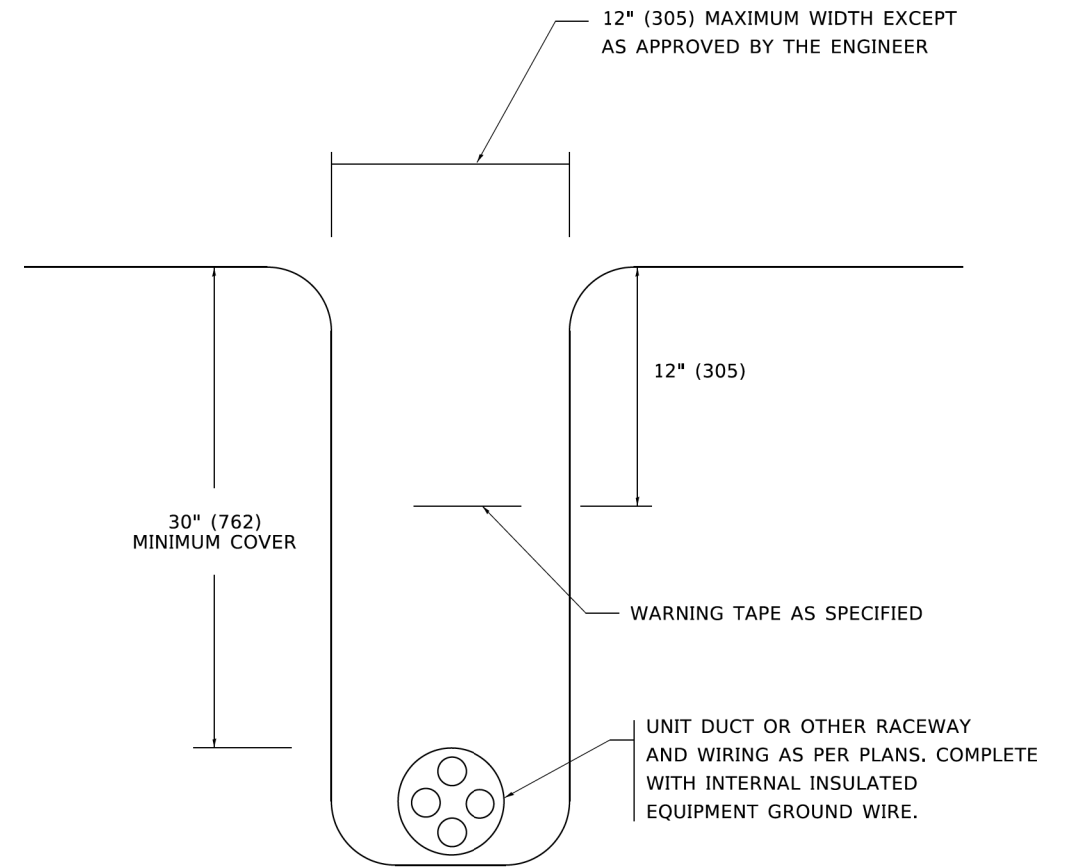 12" (305) MAXIMUM WIDTH EXCEPT
AS APPROVED BY THE ENGINEER
12" (305)
30" (762)
MINIMUM COVER
WARNING TAPE AS SPECIFIED
UNIT DUCT OR OTHER RACEWAY
AND WIRING AS PER PLANS. COMPLETE
WITH INTERNAL INSULATED
EQUIPMENT GROUND WIRE.